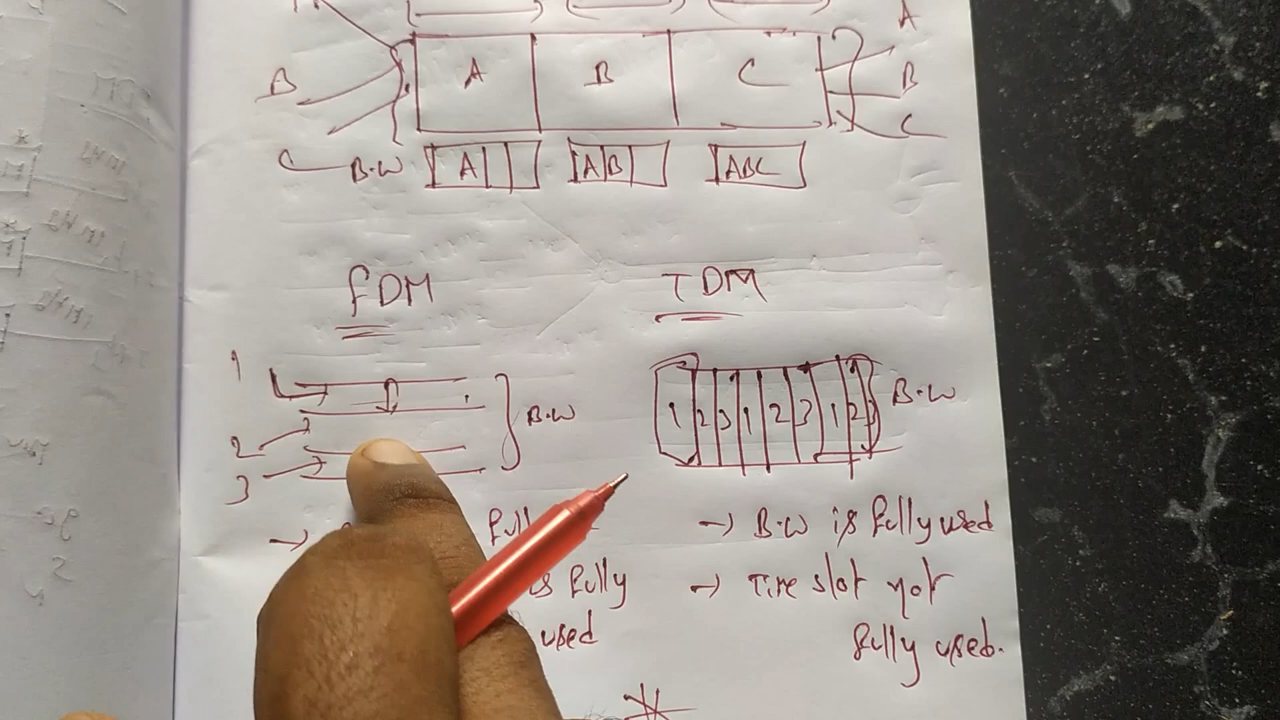 A
A B C
B B
C
C B.W A A B ABC
FDM TDM
1
B.W 1 2 3 1 2 3 1 2 3 B.W
2
3
→ → B.W is fully used
is fully → Time slot not
used fully used.